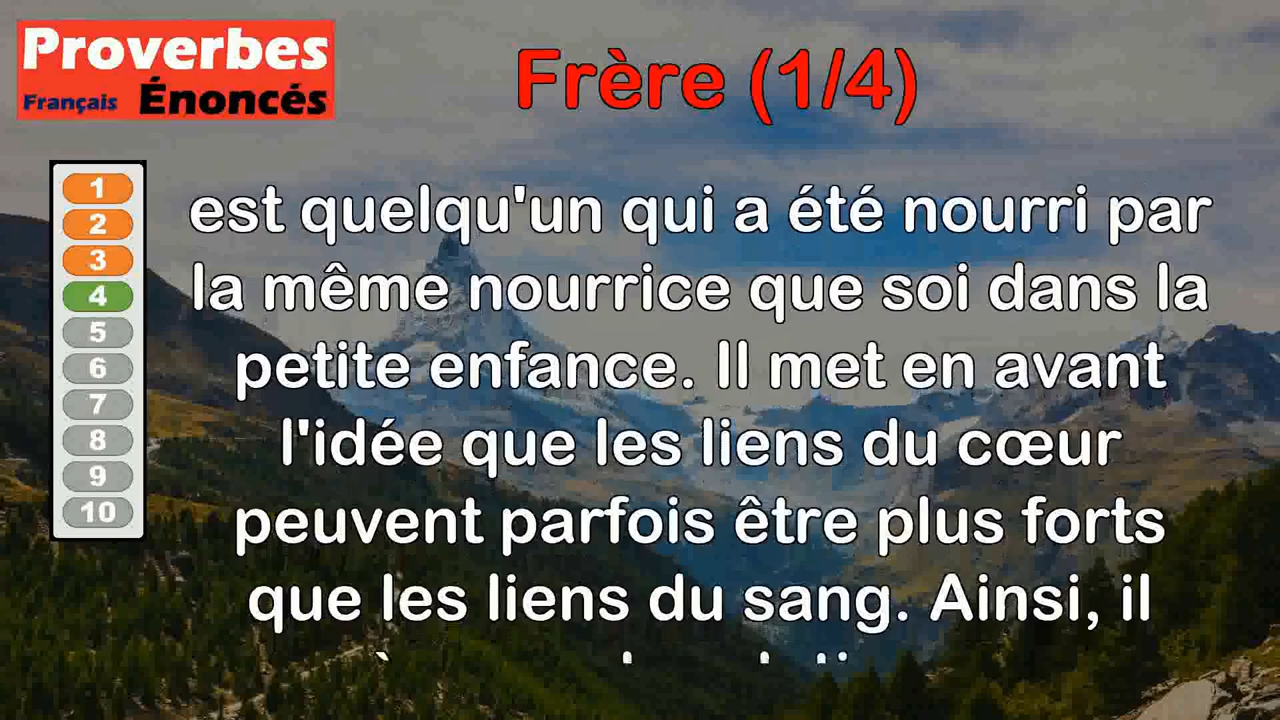 Proverbes
Français Énoncés
Frère (1/4)
1
2
3
4
5
6
7
8
9
10
est quelqu'un qui a été nourri par
la même nourrice que soi dans la
petite enfance. Il met en avant
l'idée que les liens du cœur
peuvent parfois être plus forts
que les liens du sang. Ainsi, il